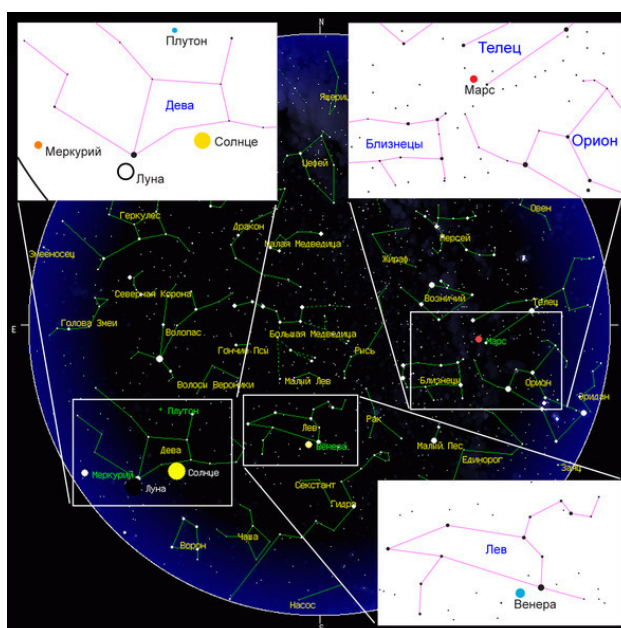 Плутон
Дева
Меркурий
Солнце
Луна
Телец
Марс
Близнецы
Орион
N
Ящериц
Цефей
Геркулес
Дракон
Овен
Малая Медведица
Персей
Змееносец
Жираф
Северная Корона
Возничий
Телец
Голова Змеи
E
Волопас
Большая Медведица
Марс
Гончие Псы
Рысь
Волосы Вероники
Малый Лев
Близнецы
Орион
Эридан
Плутон
Лев
Рак
Венера
Малый Пес
Дева
Единорог
Заяц
Меркурий
Солнце
Луна
Секстант
Гидра
Чаша
Ворон
Насос
S
Лев
Венера